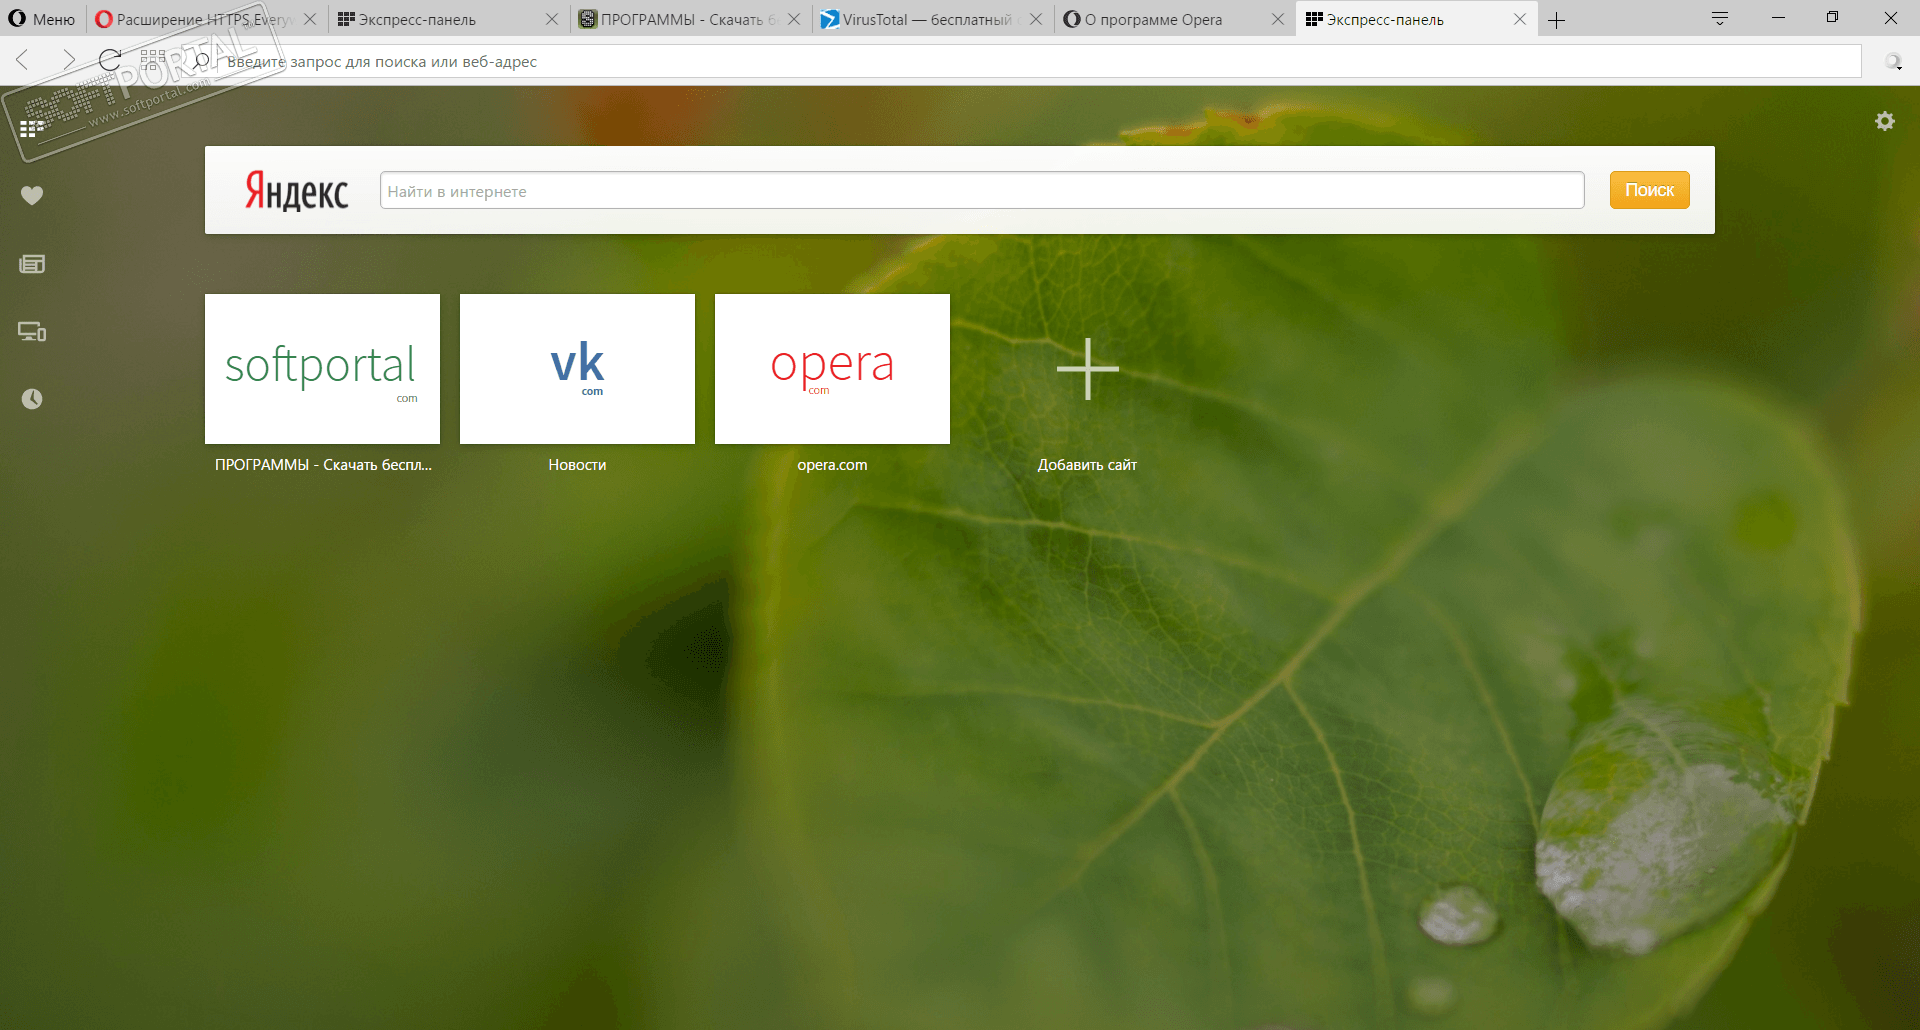 Меню
Расширение HTTPS Everyw
Экспресс-панель
ПРОГРАММЫ - Скачать б
VirusTotal — бесплатный
О программе Opera
Экспресс-панель
Введите запрос для поиска или веб-адрес
SOFTPORTAL
www.softportal.com
Яндекс
Найти в интернете
Поиск
softportal
com
vk
com
opera
com
ПРОГРАММЫ - Скачать беспл...
Новости
opera.com
Добавить сайт